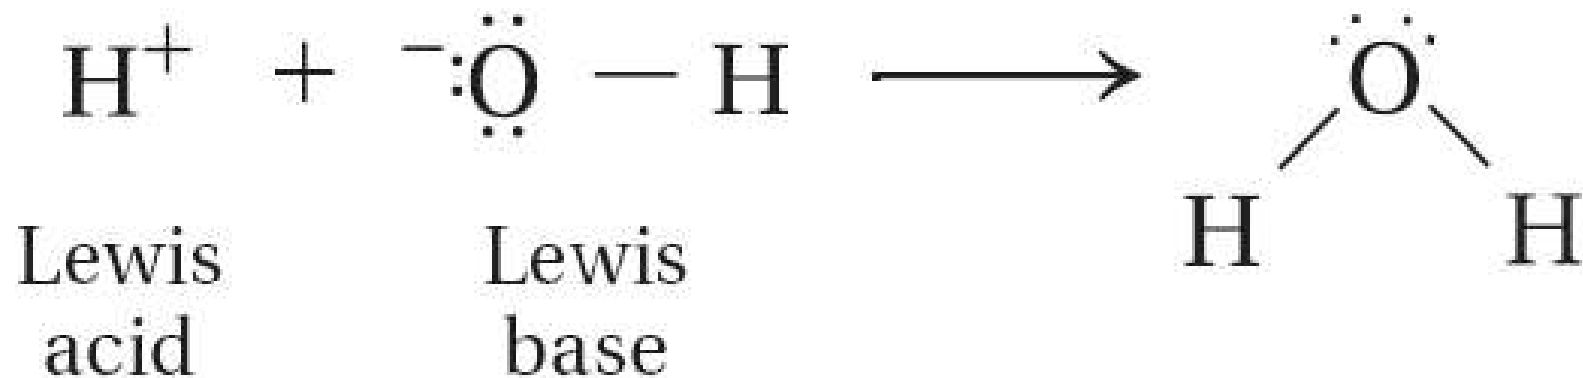 H⁺ + ⁻:Ö̤ — H ⟶ Ö
H H
Lewis Lewis
acid base